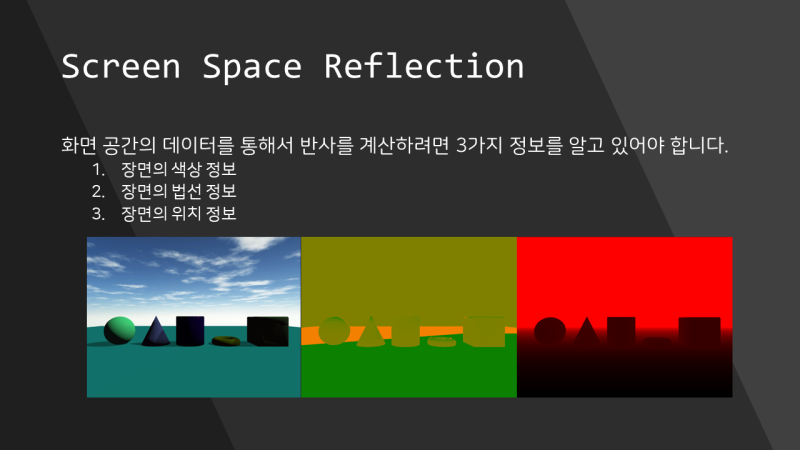 Screen Space Reflection
화면 공간의 데이터를 통해서 반사를 계산하려면 3가지 정보를 알고 있어야 합니다.
1. 장면의 색상 정보
2. 장면의 법선 정보
3. 장면의 위치 정보